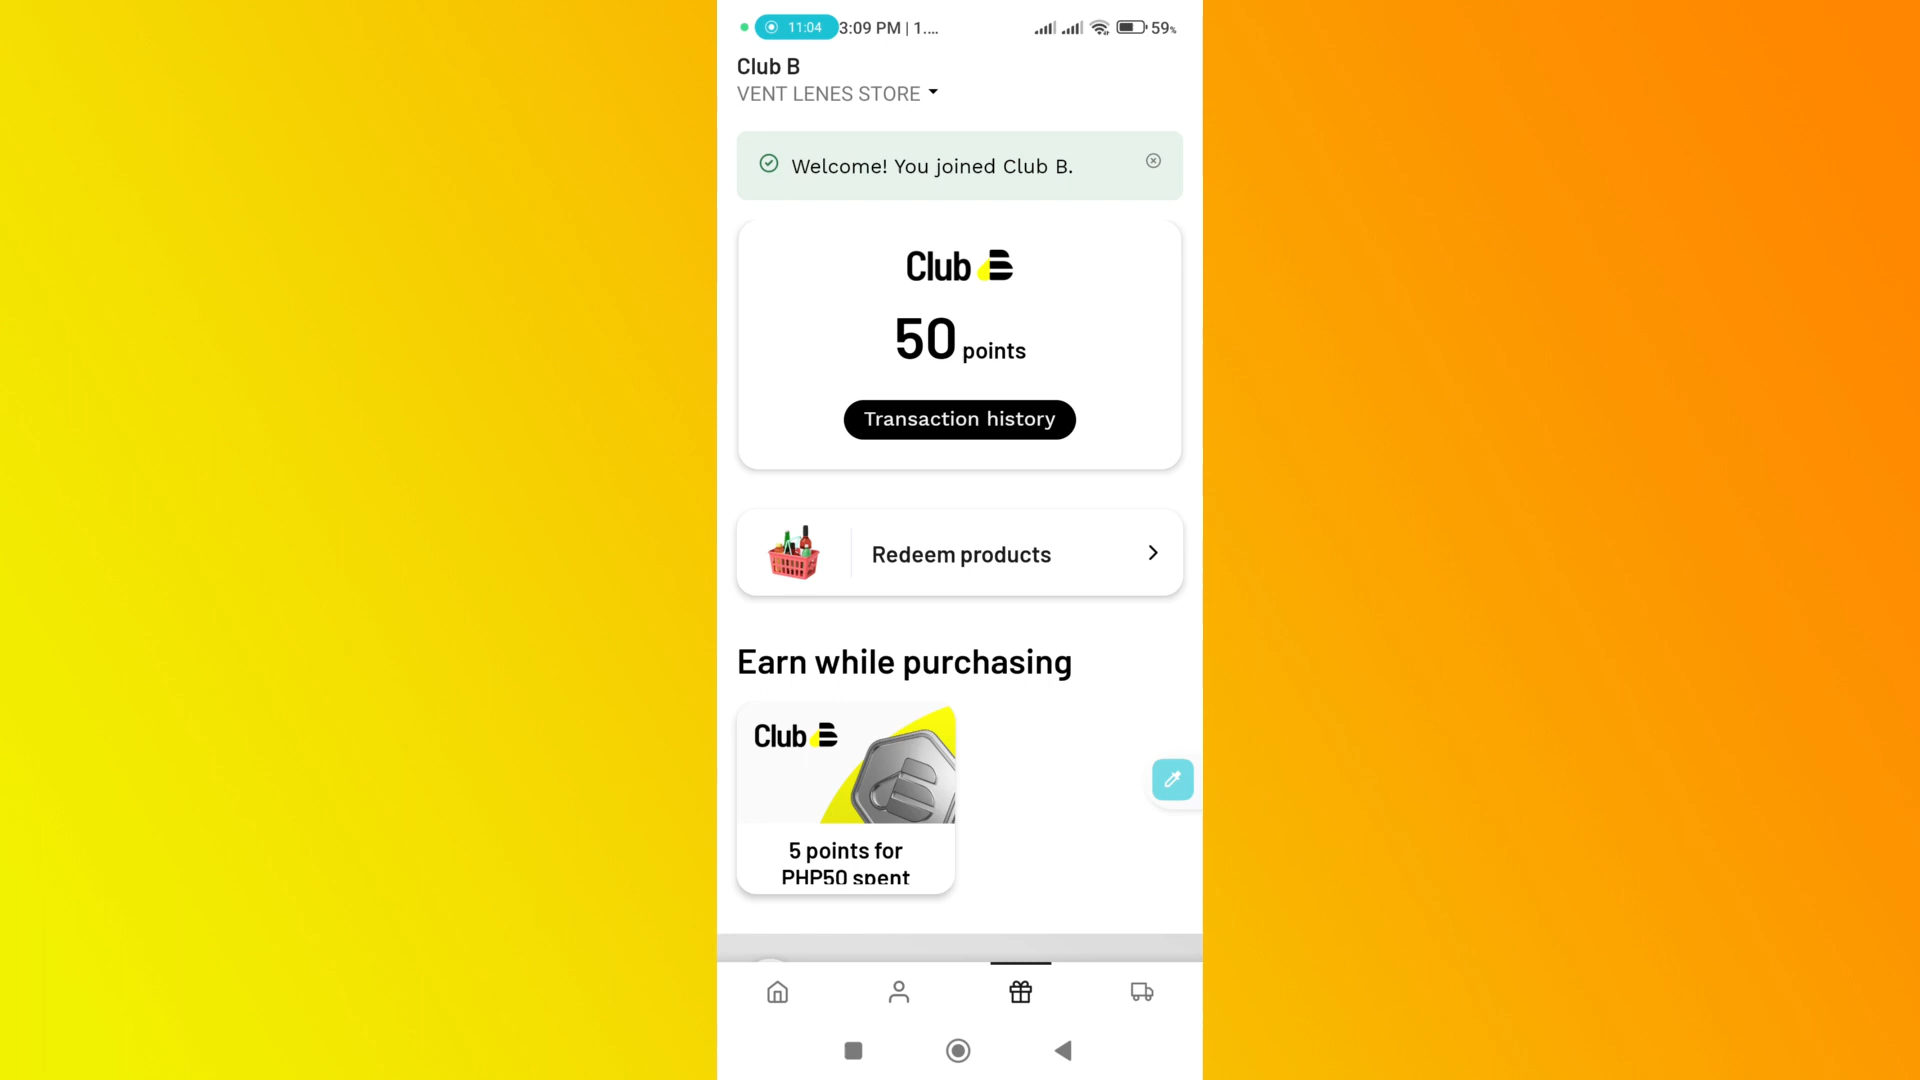 11:04 3:09 PM | 1.... 59%
Club B
VENT LENES STORE
Welcome! You joined Club B.
Club B
50 points
Transaction history
Redeem products
Earn while purchasing
Club B
5 points for
PHP50 spent